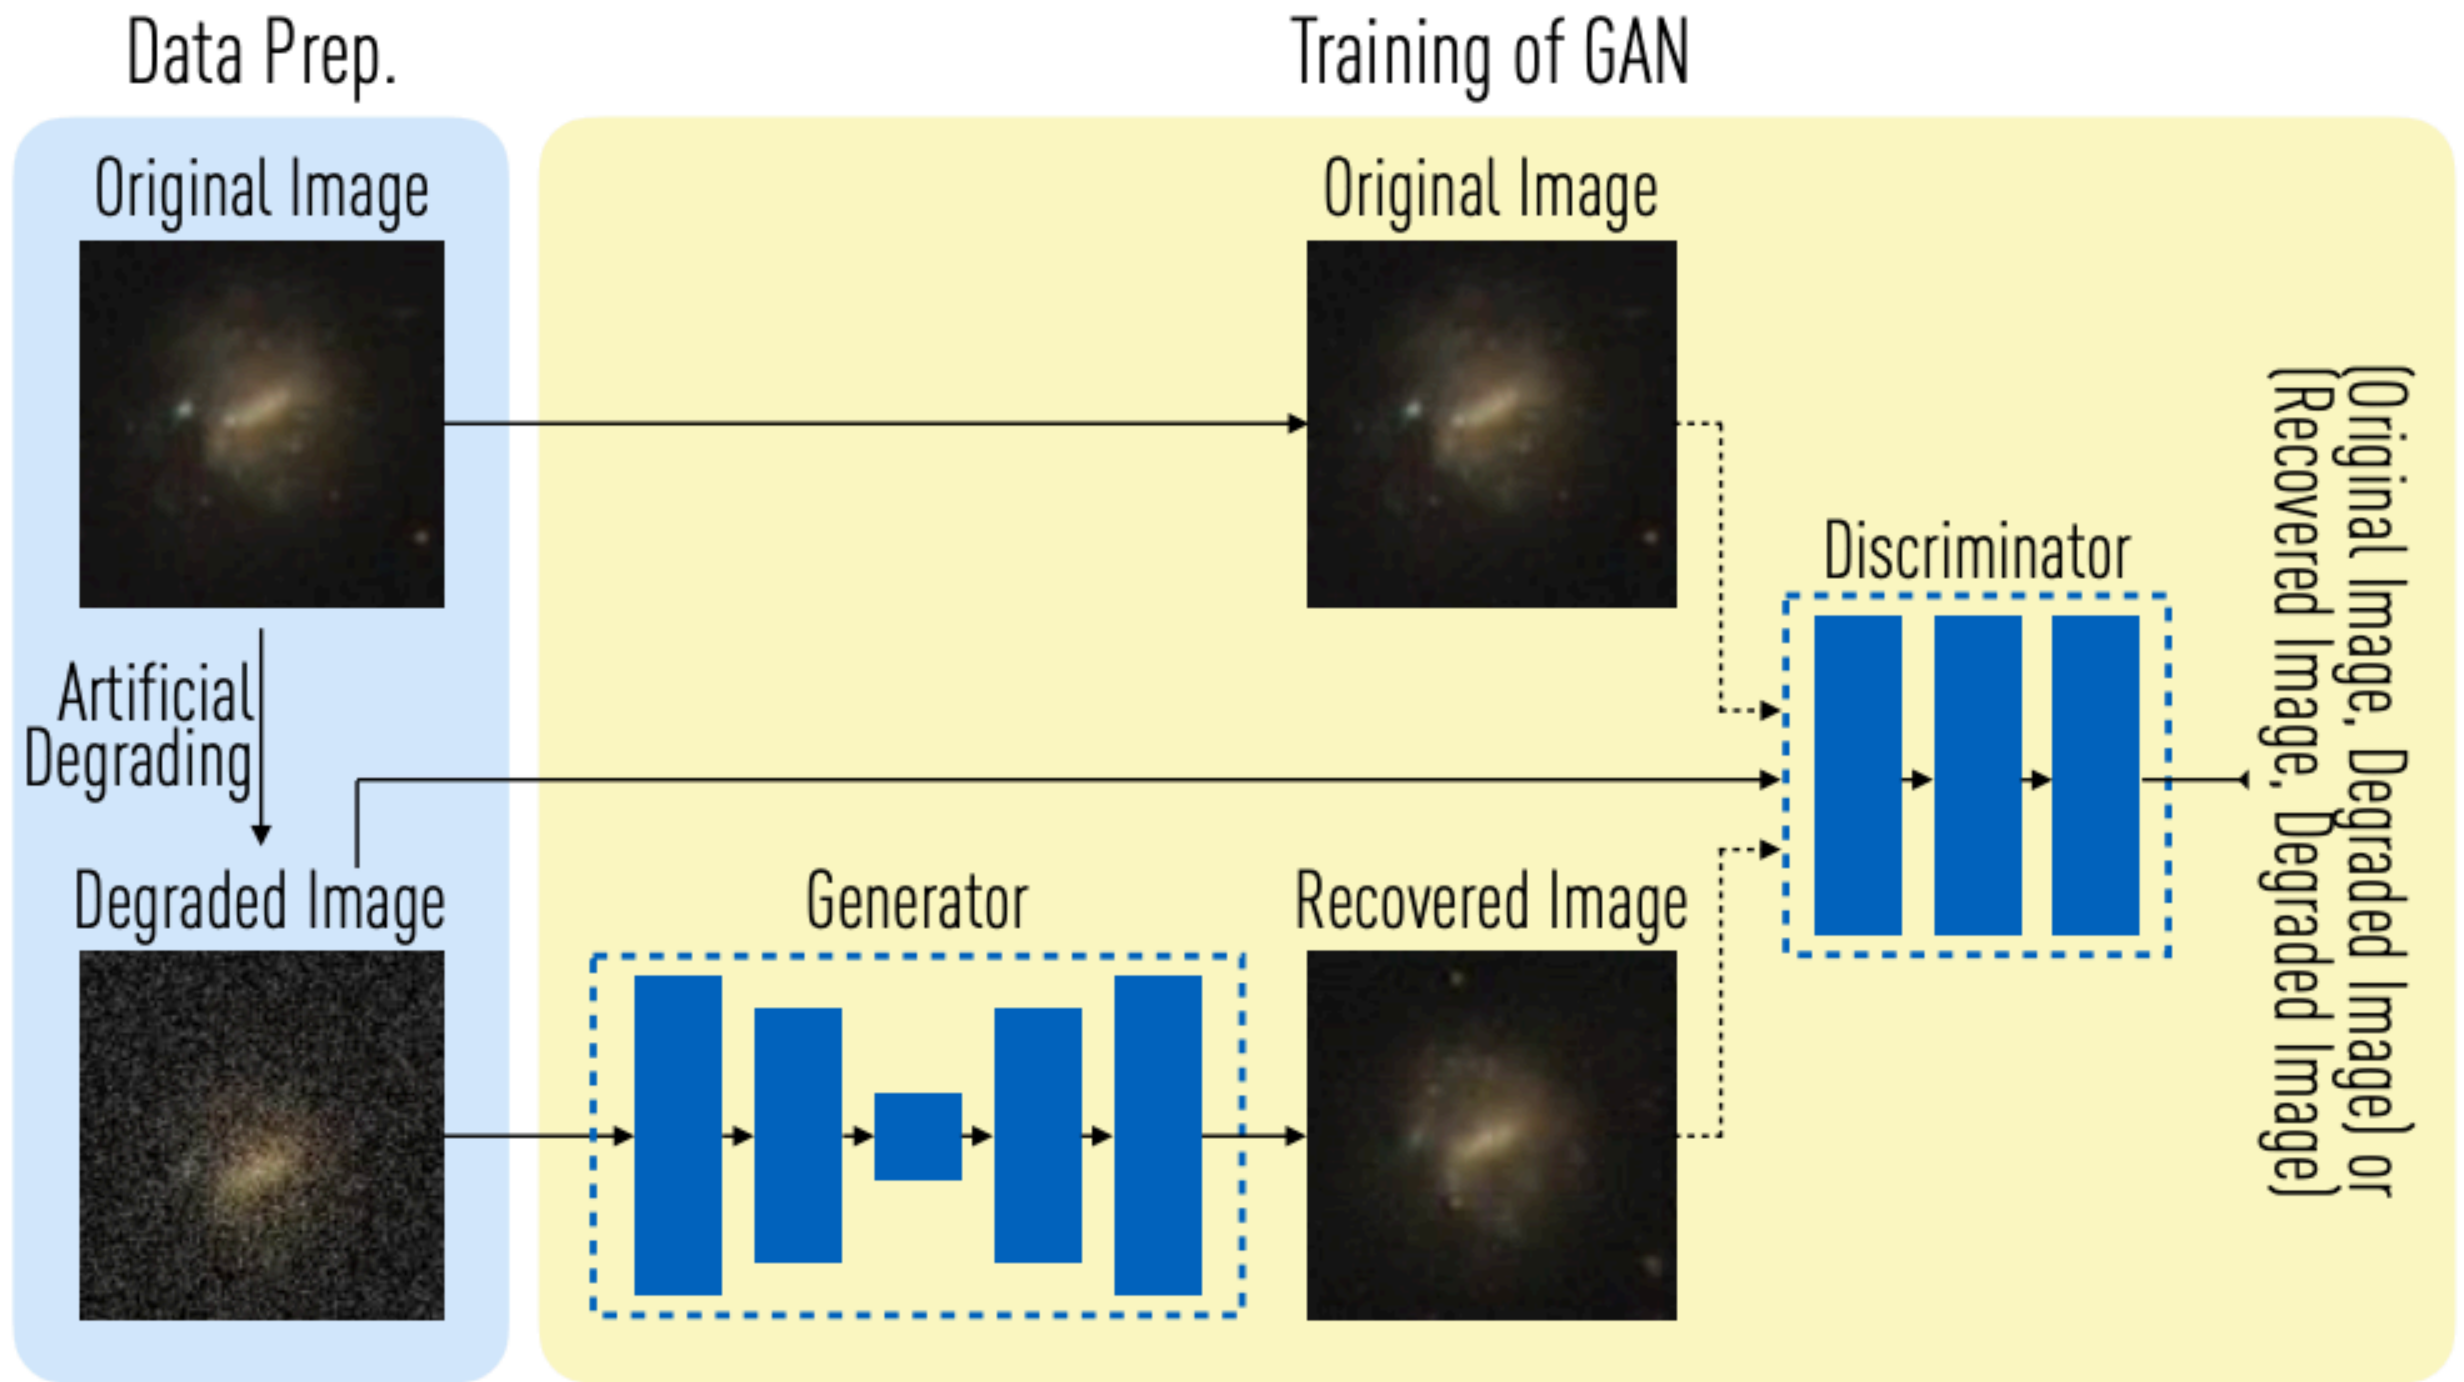 Data Prep.
Training of GAN
Original Image
Original Image
Artificial
Degrading
Discriminator
Degraded Image
Generator
Recovered Image
(Original Image, Degraded Image) or
(Recovered Image, Degraded Image)